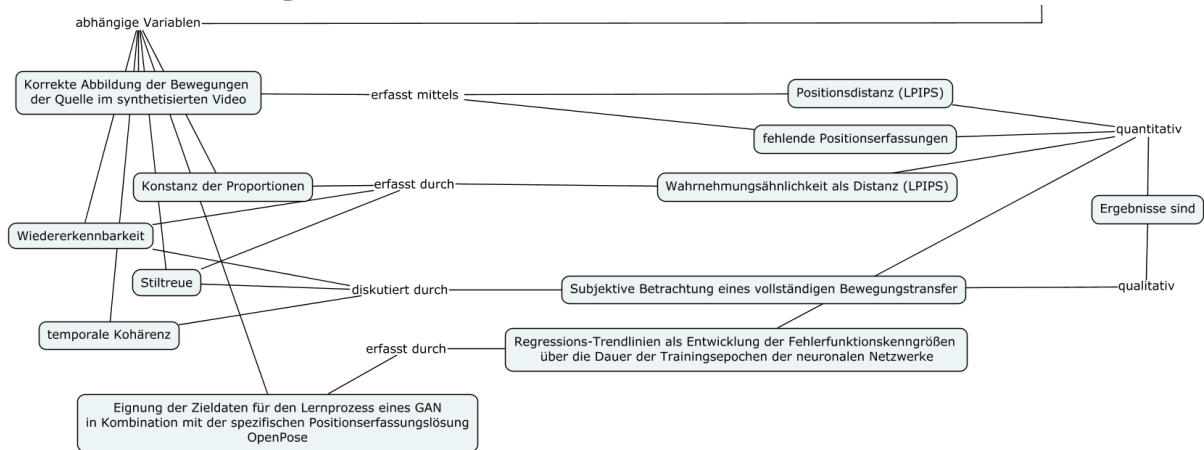 abhängige Variablen
Korrekte Abbildung der Bewegungen
der Quelle im synthetisierten Video
erfasst mittels
Positionsdistanz (LPIPS)
fehlende Positionserfassungen
quantitativ
Konstanz der Proportionen
erfasst durch
Wahrnehmungsähnlichkeit als Distanz (LPIPS)
Ergebnisse sind
Wiedererkennbarkeit
Stiltreue
diskutiert durch
Subjektive Betrachtung eines vollständigen Bewegungstransfer
qualitativ
temporale Kohärenz
erfasst durch
Regressions-Trendlinien als Entwicklung der Fehlerfunktionskenngrößen
über die Dauer der Trainingsepochen der neuronalen Netzwerke
Eignung der Zieldaten für den Lernprozess eines GAN
in Kombination mit der spezifischen Positionserfassungslösung
OpenPose